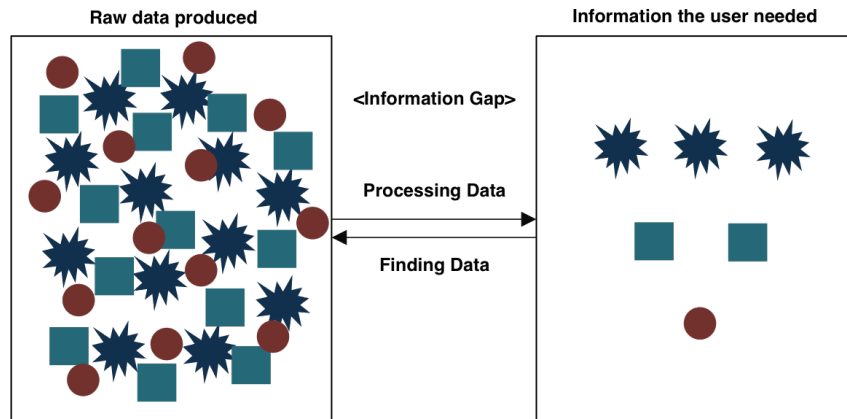 Raw data produced
Information the user needed
<Information Gap>
Processing Data
Finding Data